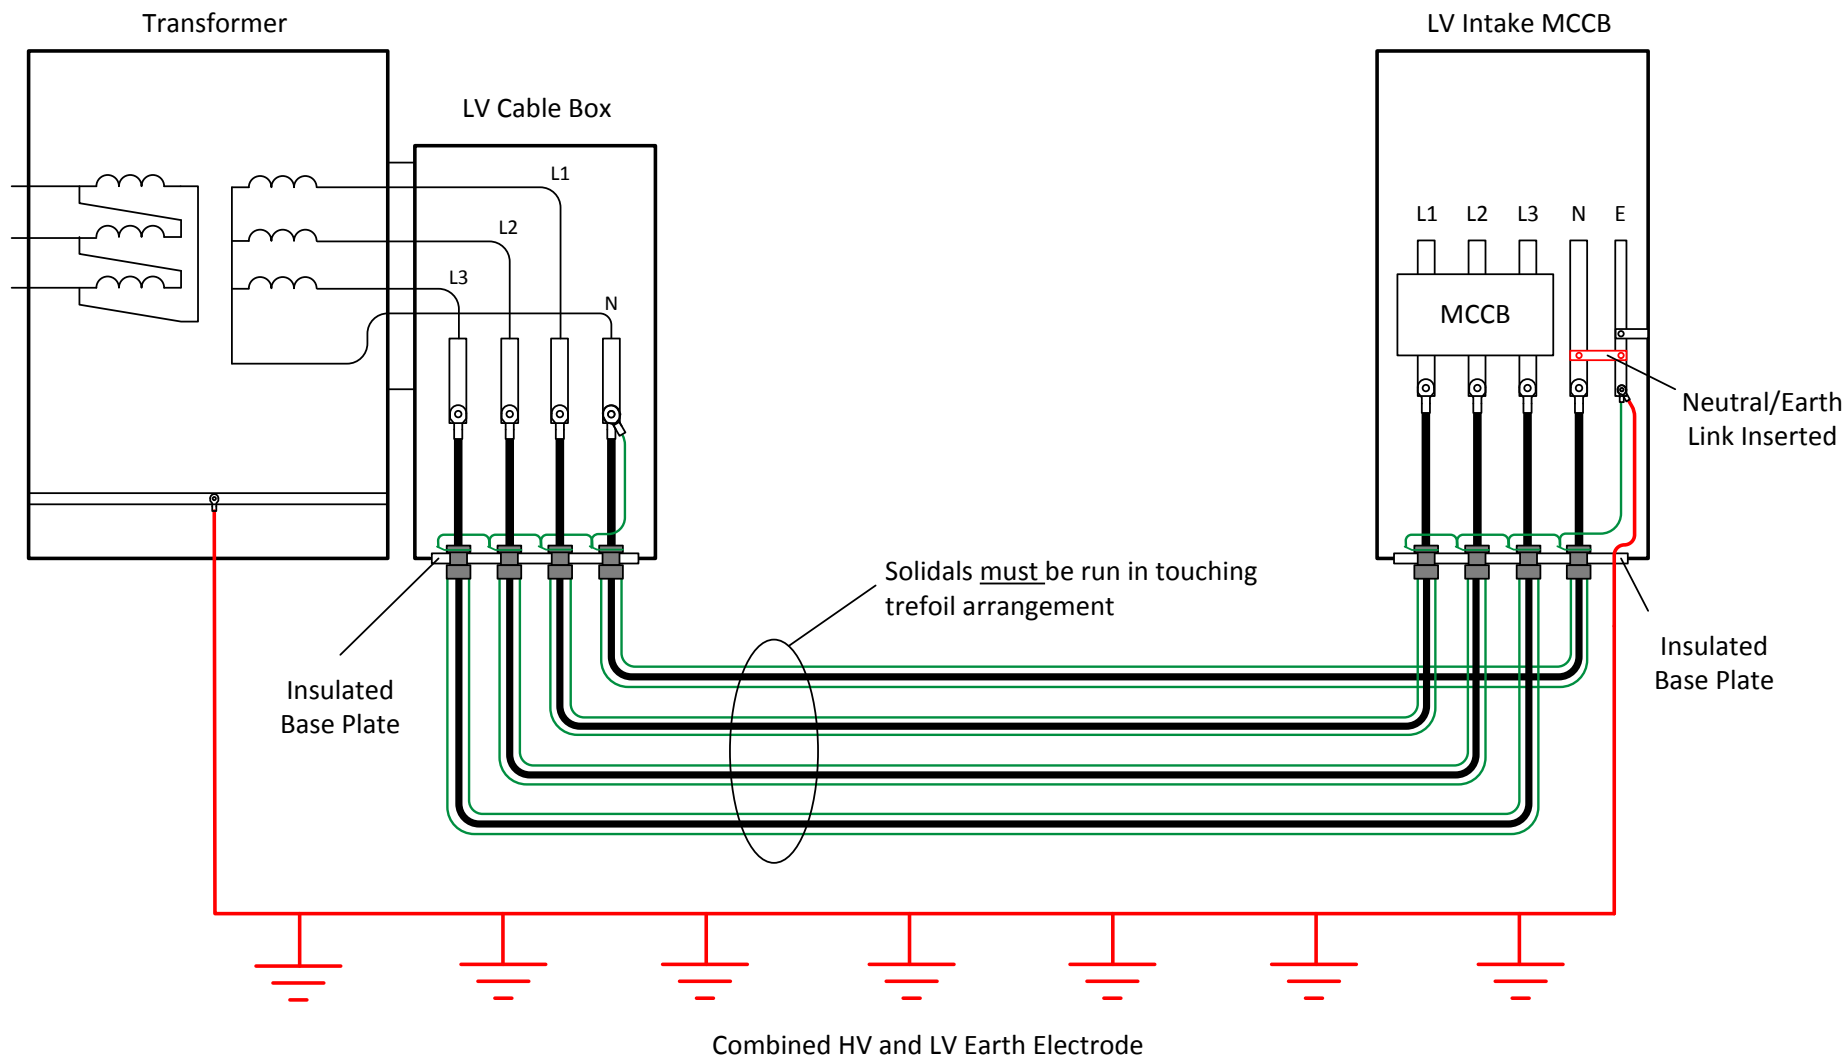 Transformer
LV Intake MCCB
LV Cable Box
L1
L2
L3
N
L1
L2
L3
N
E
MCCB
Neutral/Earth
Link Inserted
Solidals must be run in touching
trefoil arrangement
Insulated
Base Plate
Insulated
Base Plate
Combined HV and LV Earth Electrode